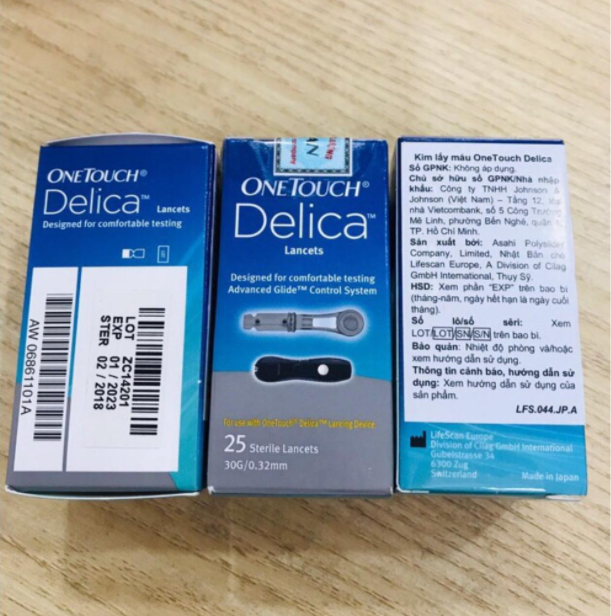 ONETOUCH®
Delica™ Lancets
Designed for comfortable testing
LOT ZC14201
EXP 01 / 2023
STER 02 / 2018
AW 06861101A
ONETOUCH®
Delica™
Lancets
Designed for comfortable testing
Advanced Glide™ Control System
For use with OneTouch® Delica™ Lancing Device
25 Sterile Lancets
30G/0.32mm
Kim lấy máu OneTouch Delica
Số GPNK: Không áp dụng.
Chủ sở hữu số GPNK/Nhà nhập
khẩu: Công ty TNHH Johnson &
Johnson (Việt Nam) – Tầng 12,
nhà Vietcombank, số 5 Công Trường
Mê Linh, phường Bến Nghé, quận
TP. Hồ Chí Minh.
Sản xuất bởi: Asahi
Company, Limited, Nhật Bản cho
Lifescan Europe, A Division of Cilag
GmbH International, Thụy Sỹ.
HSD: Xem phần "EXP" trên bao bì
(tháng-năm, ngày hết hạn là ngày cuối
tháng).
Số lô/số sêri: Xem
LOT/LOT/SN/S/N trên bao bì.
Bảo quản: Nhiệt độ phòng và/hoặc
xem hướng dẫn sử dụng.
Thông tin cảnh báo, hướng dẫn sử
dụng: Xem hướng dẫn sử dụng của
sản phẩm.
LFS.044.JP.A
LifeScan Europe
Division of Cilag GmbH International
Gubelstrasse 34
6300 Zug
Switzerland
Made in Japan